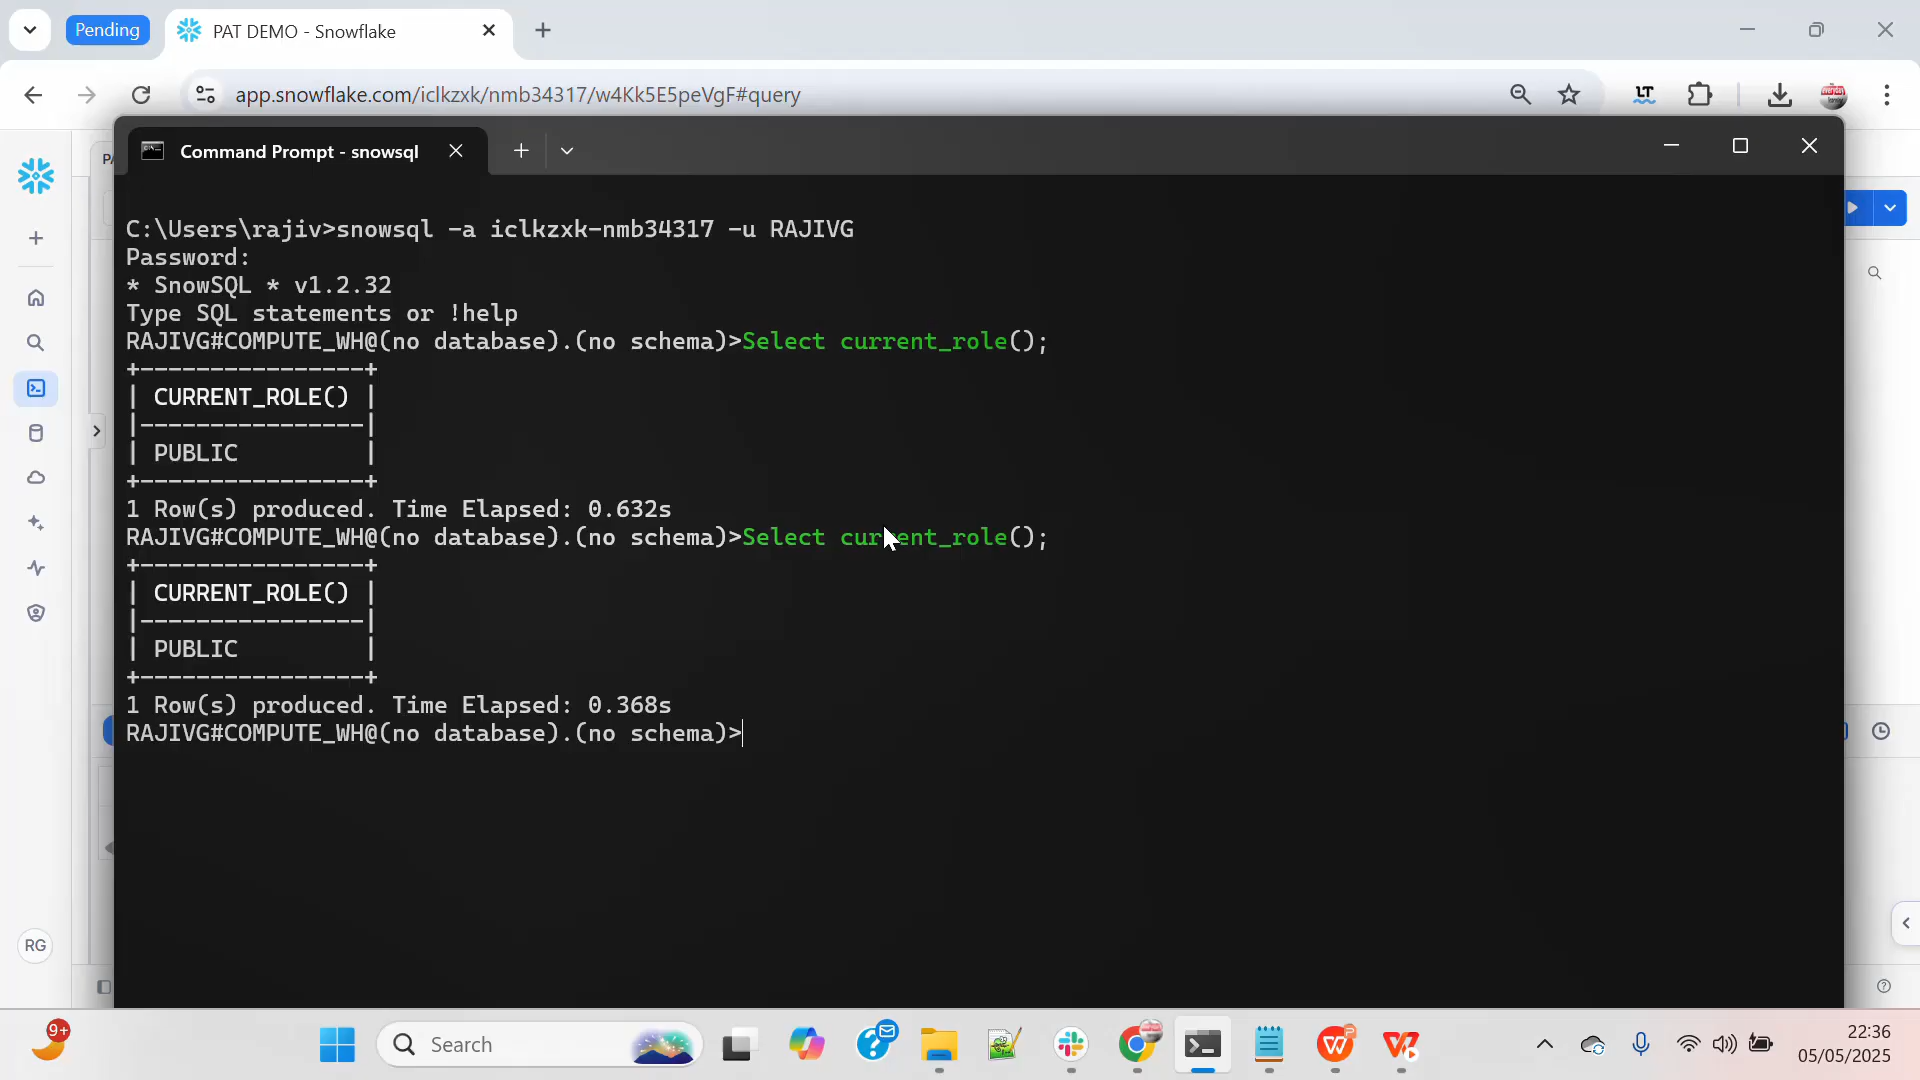 Pending
PAT DEMO - Snowflake
app.snowflake.com/iclkzxk/nmb34317/w4Kk5E5peVgF#query
LT
Command Prompt - snowsql
C:\Users\rajiv>snowsql -a iclkzxk-nmb34317 -u RAJIVG
Password:
* SnowSQL * v1.2.32
Type SQL statements or !help
RAJIVG#COMPUTE_WH@(no database).(no schema)>Select current_role();
+----------------+
| CURRENT_ROLE() |
|----------------|
| PUBLIC         |
+----------------+
1 Row(s) produced. Time Elapsed: 0.632s
RAJIVG#COMPUTE_WH@(no database).(no schema)>Select current_role();
+----------------+
| CURRENT_ROLE() |
|----------------|
| PUBLIC         |
+----------------+
1 Row(s) produced. Time Elapsed: 0.368s
RAJIVG#COMPUTE_WH@(no database).(no schema)>
RG
9+
Search
22:36
05/05/2025